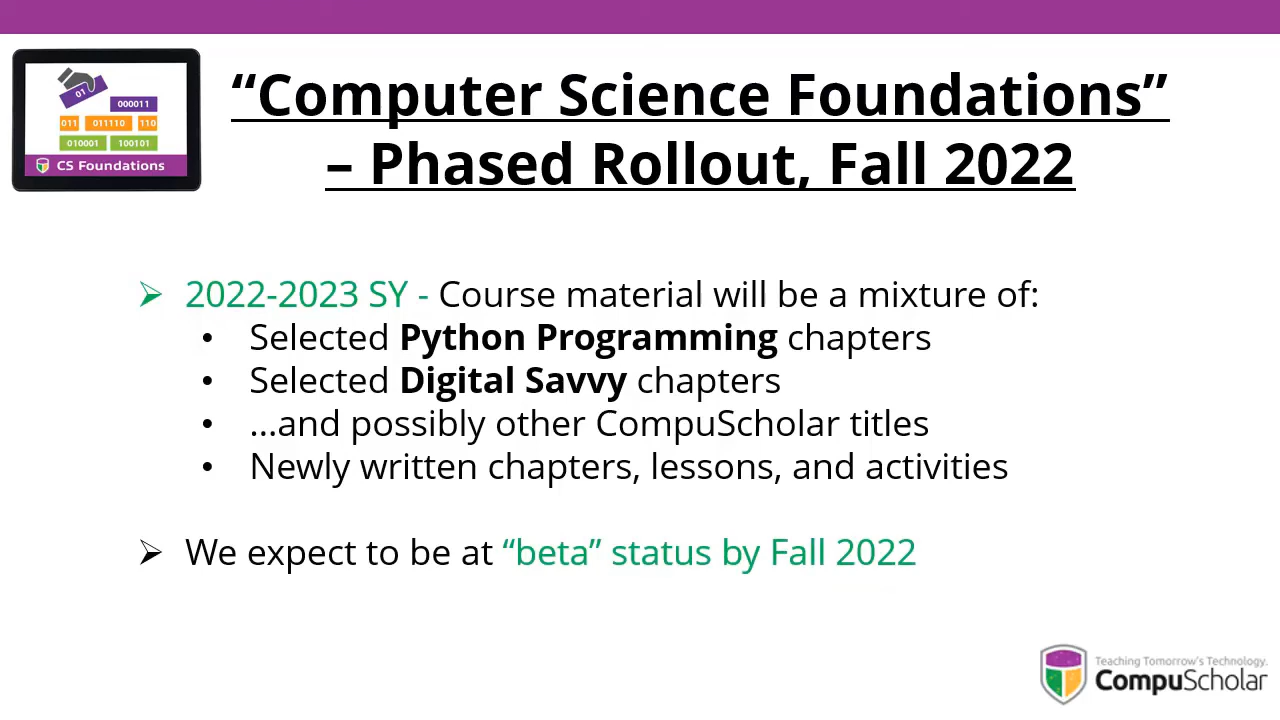 “Computer Science Foundations”
– Phased Rollout, Fall 2022
01
000011
011 011110 110
010001 100101
CS Foundations
➢ 2022-2023 SY - Course material will be a mixture of:
• Selected Python Programming chapters
• Selected Digital Savvy chapters
• ...and possibly other CompuScholar titles
• Newly written chapters, lessons, and activities
➢ We expect to be at “beta” status by Fall 2022
Teaching Tomorrow's Technology.
CompuScholar